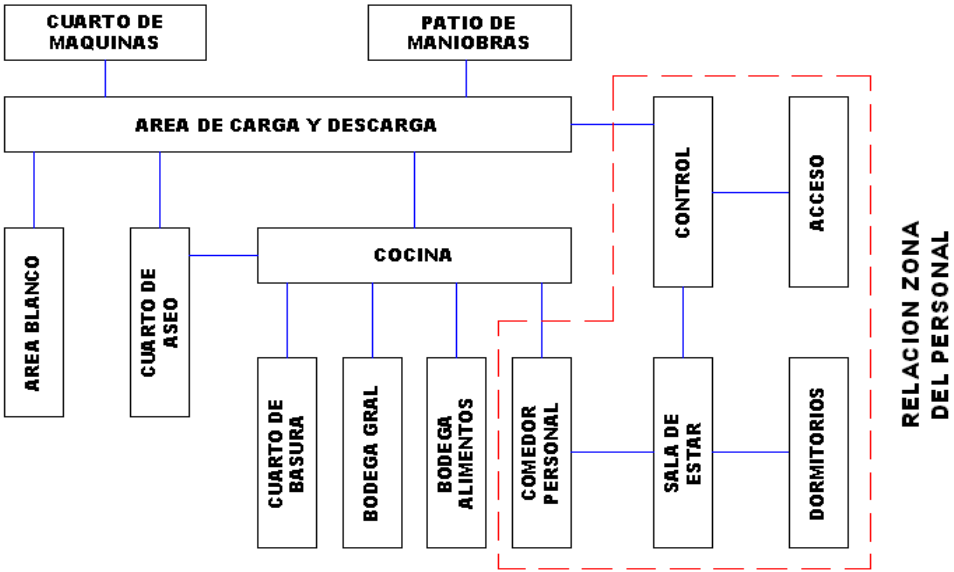 CUARTO DE
MAQUINAS
PATIO DE
MANIOBRAS
AREA DE CARGA Y DESCARGA
CONTROL
ACCESO
AREA BLANCO
CUARTO DE
ASEO
COCINA
CUARTO DE
BASURA
BODEGA GRAL
BODEGA
ALIMENTOS
COMEDOR
PERSONAL
SALA DE
ESTAR
DORMITORIOS
RELACION ZONA
DEL PERSONAL